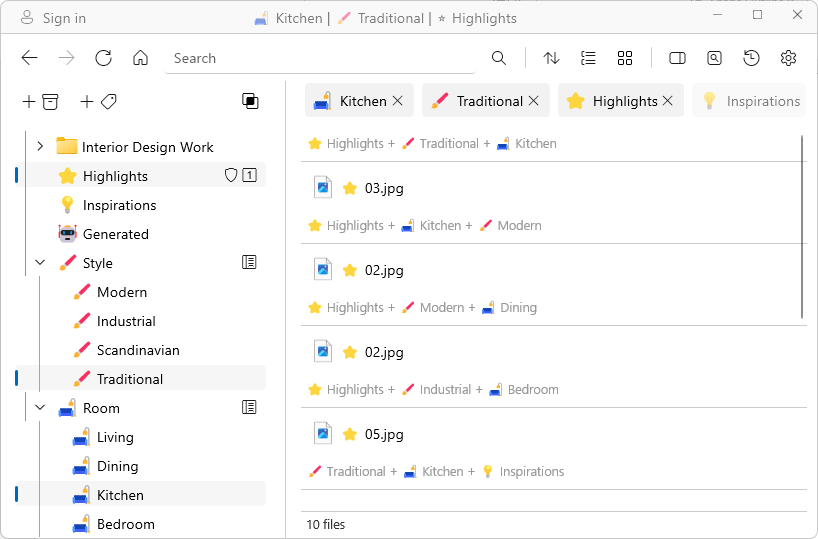 Sign in
Kitchen | Traditional | Highlights
Search
Interior Design Work
Highlights 1
Inspirations
Generated
Style
Modern
Industrial
Scandinavian
Traditional
Room
Living
Dining
Kitchen
Bedroom
Kitchen Traditional Highlights Inspirations
Highlights + Traditional + Kitchen
03.jpg
Highlights + Kitchen + Modern
02.jpg
Highlights + Modern + Dining
02.jpg
Highlights + Industrial + Bedroom
05.jpg
Traditional + Kitchen + Inspirations
10 files